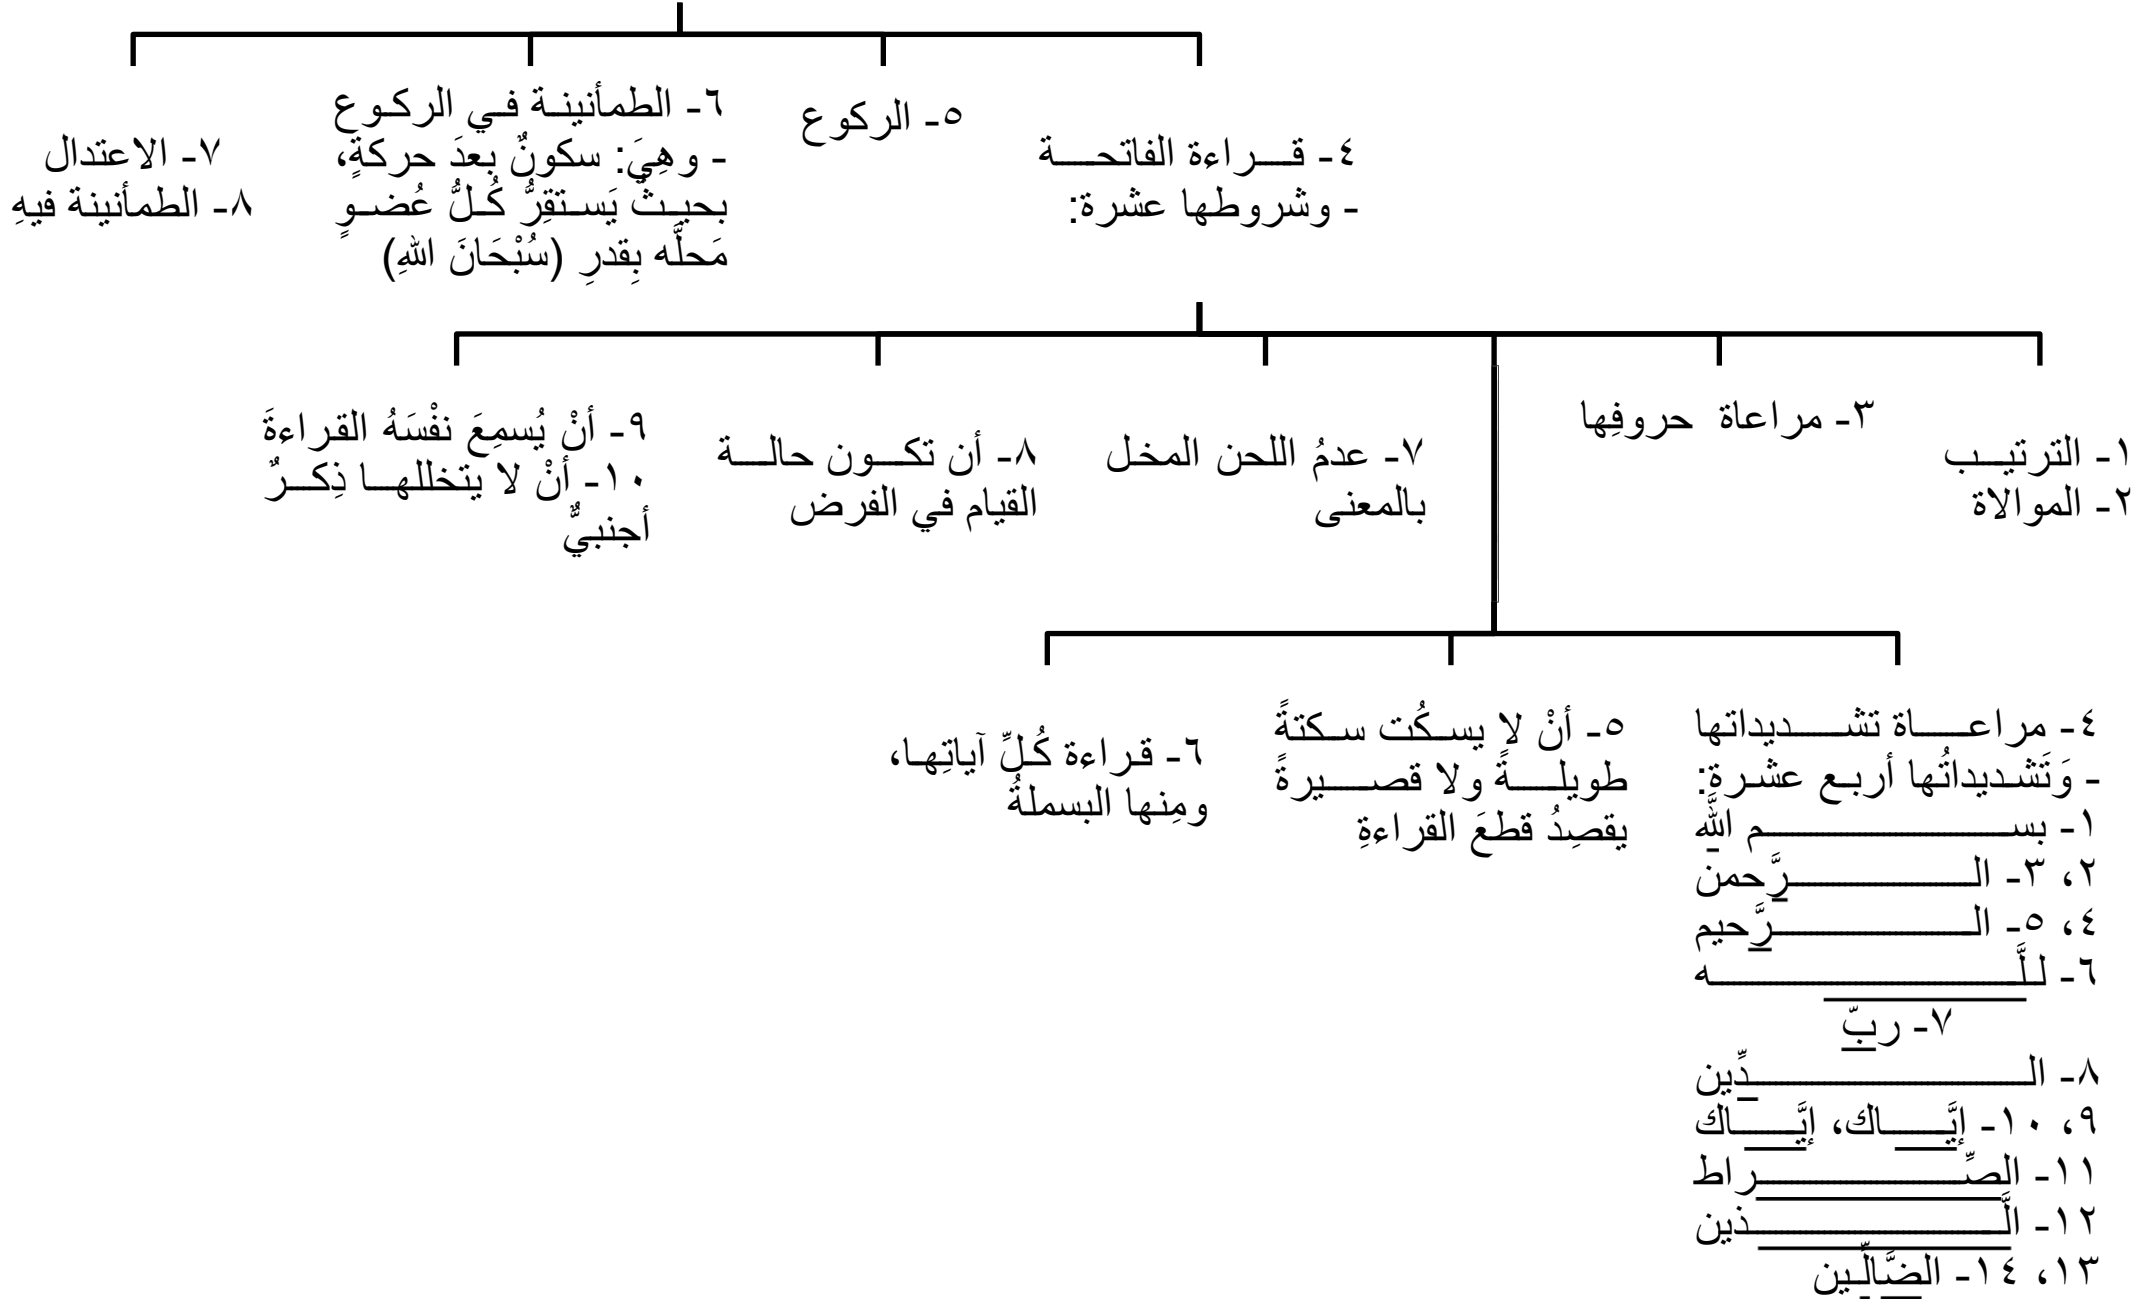 ٤- قراءة الفاتحة
- وشروطها عشرة:
٥- الركوع
٦- الطمأنينة في الركوع
- وهِيَ: سكونٌ بعدَ حركةٍ،
بحيثُ يَستقِرُّ كُلُّ عُضوٍ
مَحلَّه بِقدرِ (سُبْحَانَ اللهِ)
٧- الاعتدال
٨- الطمأنينة فيهِ
١- الترتيب
٢- الموالاة
٣- مراعاة حروفِها
٧- عدمُ اللحن المخل
بالمعنى
٨- أن تكون حالة
القيام في الفرض
٩- أنْ يُسمِعَ نفْسَهُ القراءةَ
١٠- أنْ لا يتخللها ذِكرٌ
أجنبيٌّ
٤- مراعاة تشديداتها
- وَتَشديداتُها أربع عشرة:
١- بسم اللَّه
٢، ٣- الرَّحمن
٤، ٥- الرَّحيم
٦- للَّه
٧- ربّ
٨- الدِّين
٩، ١٠- إيَّاك، إيَّاك
١١- الصِّراط
١٢- الَّذين
١٣، ١٤- الضَّالِّين
٥- أنْ لا يسكُت سكتةً
طويلةً ولا قصيرةً
يقصِدُ قطعَ القراءةِ
٦- قراءة كُلِّ آياتِها،
ومِنها البسملةُ